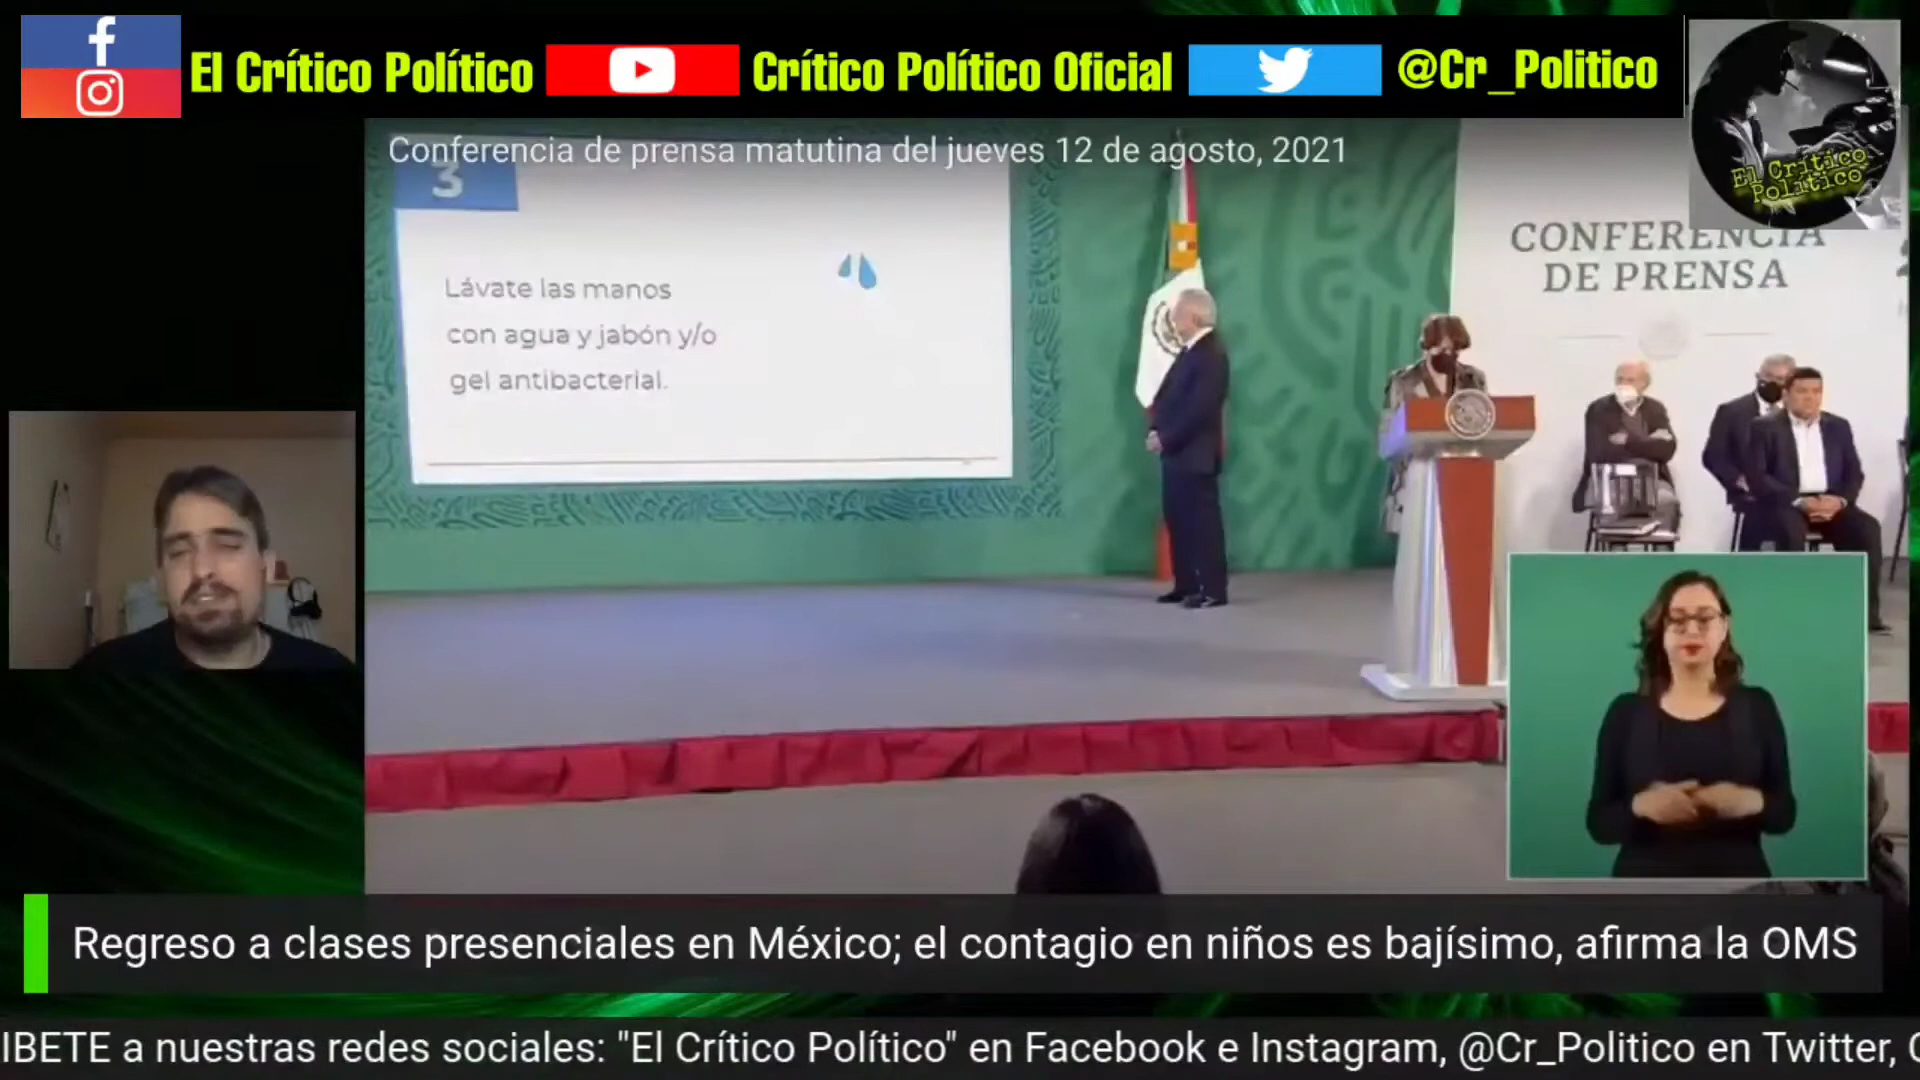 El Crítico Político
Crítico Político Oficial
@Cr_Politico
El Crítico
Político
Conferencia de prensa matutina del jueves 12 de agosto, 2021
3
Lávate las manos
con agua y jabón y/o
gel antibacterial.
CONFERENCIA
DE PRENSA
Regreso a clases presenciales en México; el contagio en niños es bajísimo, afirma la OMS
IBETE a nuestras redes sociales: "El Crítico Político" en Facebook e Instagram, @Cr_Politico en Twitter,